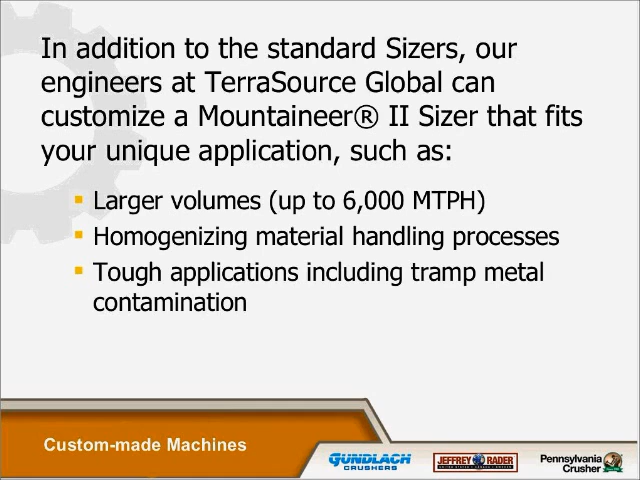 In addition to the standard Sizers, our
engineers at TerraSource Global can
customize a Mountaineer® II Sizer that fits
your unique application, such as:
Larger volumes (up to 6,000 MTPH)
Homogenizing material handling processes
Tough applications including tramp metal
contamination
Custom-made Machines
GUNDLACH
CRUSHERS
JEFFREY RADER
Pennsylvania
Crusher